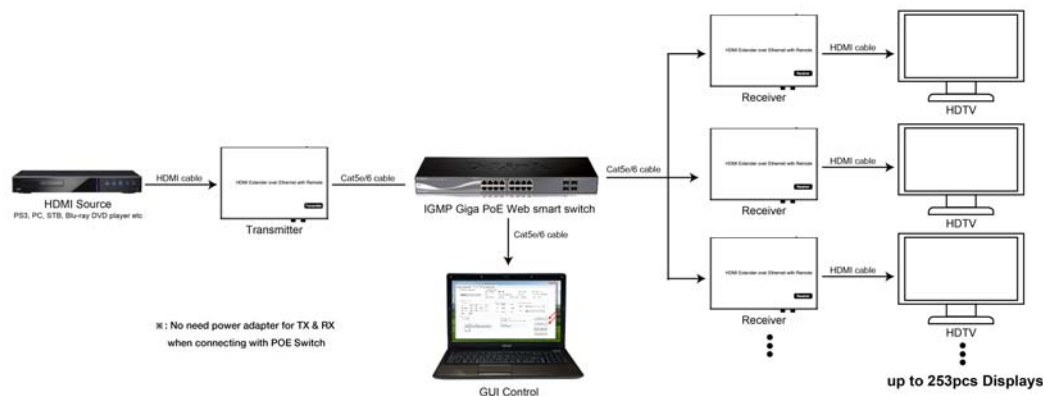 HDMI Extender over Ethernet with Remote
Receiver
Receiver
HDMI cable
HDTV
HDMI Source
PS3, PC, STB, Blu-ray DVD player etc
HDMI cable
HDMI Extender over Ethernet with Remote
Transmitter
Transmitter
Cat5e/6 cable
IGMP Giga PoE Web smart switch
Cat5e/6 cable
HDMI Extender over Ethernet with Remote
Receiver
Receiver
HDMI cable
HDTV
Cat5e/6 cable
HDMI Extender over Ethernet with Remote
Receiver
Receiver
HDMI cable
HDTV
※: No need power adapter for TX & RX
when connecting with POE Switch
GUI Control
up to 253pcs Displays